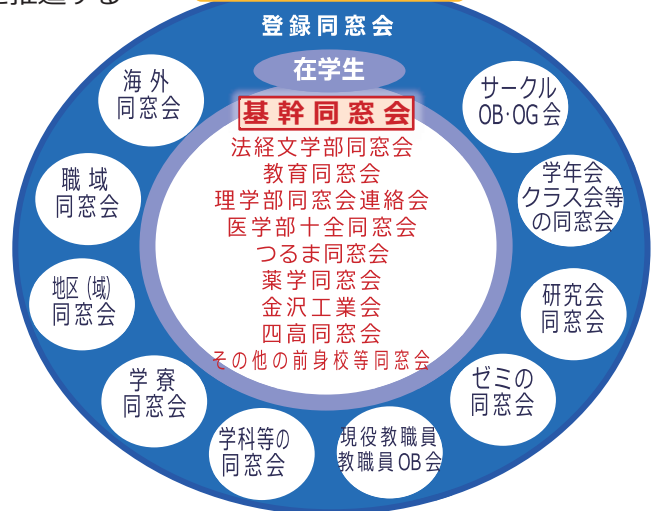 推進する
登録同窓会
在学生
基幹同窓会
法経文学部同窓会
教育同窓会
理学部同窓会連絡会
医学部十全同窓会
つるま同窓会
薬学同窓会
金沢工業会
四高同窓会
その他の前身校等同窓会
海外
同窓会
職域
同窓会
地区(域)
同窓会
学寮
同窓会
学科等の
同窓会
現役教職員
教職員OB会
ゼミの
同窓会
研究会
同窓会
学年会
クラス会等
の同窓会
サークル
OB·OG会